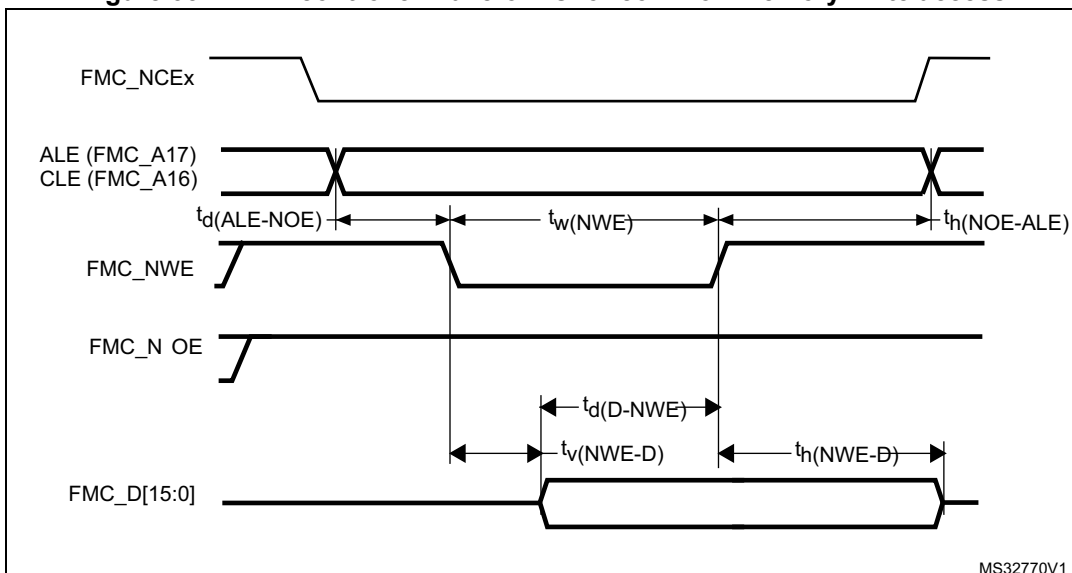 FMC_NCEx
ALE (FMC_A17)
CLE (FMC_A16)
td(ALE-NOE) tw(NWE) th(NOE-ALE)
FMC_NWE
FMC_N OE
td(D-NWE)
tv(NWE-D) th(NWE-D)
FMC_D[15:0]
MS32770V1